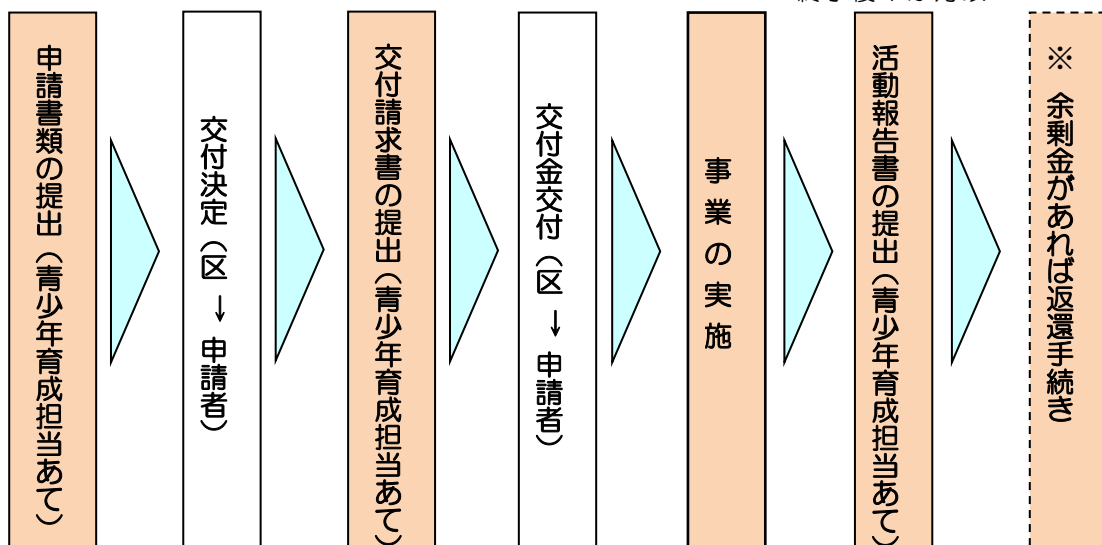 申請書類の提出（青少年育成担当あて）
交付決定（区→申請者）
交付請求書の提出（青少年育成担当あて）
交付金交付（区→申請者）
事業の実施
活動報告書の提出（青少年育成担当あて）
※ 余剰金があれば返還手続き